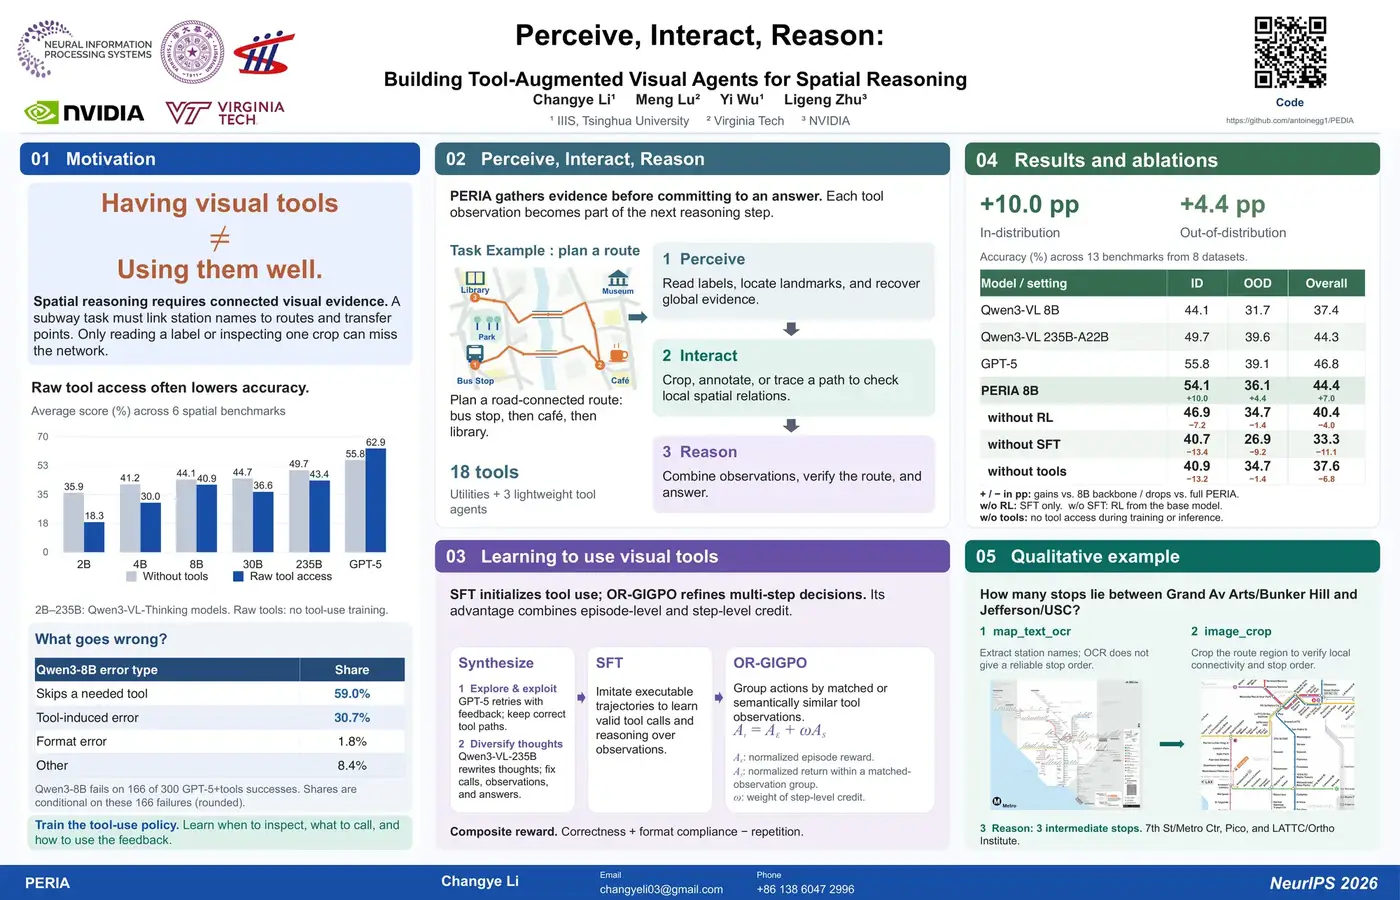 NEURAL INFORMATION
PROCESSING SYSTEMS
NVIDIA
VIRGINIA
TECH
Perceive, Interact, Reason:
Building Tool-Augmented Visual Agents for Spatial Reasoning
Changye Li¹ Meng Lu² Yi Wu¹ Ligeng Zhu³
¹ IIIS, Tsinghua University ² Virginia Tech ³ NVIDIA
Code
https://github.com/antoinegg1/PEDIA
01 Motivation
Having visual tools
≠
Using them well.
Spatial reasoning requires connected visual evidence. A
subway task must link station names to routes and transfer
points. Only reading a label or inspecting one crop can miss
the network.
Raw tool access often lowers accuracy.
Average score (%) across 6 spatial benchmarks
70
53
35
18
0
35.9 18.3
41.2 30.0
44.1 40.9
44.7 36.6
49.7 43.4
55.8 62.9
2B 4B 8B 30B 235B GPT-5
Without tools Raw tool access
2B–235B: Qwen3-VL-Thinking models. Raw tools: no tool-use training.
What goes wrong?
Qwen3-8B error type Share
Skips a needed tool 59.0%
Tool-induced error 30.7%
Format error 1.8%
Other 8.4%
Qwen3-8B fails on 166 of 300 GPT-5+tools successes. Shares are
conditional on these 166 failures (rounded).
Train the tool-use policy. Learn when to inspect, what to call, and
how to use the feedback.
02 Perceive, Interact, Reason
PERIA gathers evidence before committing to an answer. Each tool
observation becomes part of the next reasoning step.
Task Example : plan a route
Library
Museum
3
Park
1
2
Bus Stop
Café
Plan a road-connected route:
bus stop, then café, then
library.
18 tools
Utilities + 3 lightweight tool
agents
1 Perceive
Read labels, locate landmarks, and recover
global evidence.
2 Interact
Crop, annotate, or trace a path to check
local spatial relations.
3 Reason
Combine observations, verify the route, and
answer.
03 Learning to use visual tools
SFT initializes tool use; OR-GIGPO refines multi-step decisions. Its
advantage combines episode-level and step-level credit.
Synthesize
1 Explore & exploit
GPT-5 retries with
feedback; keep correct
tool paths.
2 Diversify thoughts
Qwen3-VL-235B
rewrites thoughts; fix
calls, observations,
and answers.
SFT
Imitate executable
trajectories to learn
valid tool calls and
reasoning over
observations.
OR-GIGPO
Group actions by matched or
semantically similar tool
observations.
= A_E + ωA_S
: normalized episode reward.
: normalized return within a matched-
observation group.
ω: weight of step-level credit.
Composite reward. Correctness + format compliance − repetition.
04 Results and ablations
+10.0 pp
In-distribution
+4.4 pp
Out-of-distribution
Accuracy (%) across 13 benchmarks from 8 datasets.
Model / setting ID OOD Overall
Qwen3-VL 8B 44.1 31.7 37.4
Qwen3-VL 235B-A22B 49.7 39.6 44.3
GPT-5 55.8 39.1 46.8
PERIA 8B 54.1 36.1 44.4
+10.0 +4.4 +7.0
without RL 46.9 34.7 40.4
−7.2 −1.4 −4.0
without SFT 40.7 26.9 33.3
−13.4 −9.2 −11.1
without tools 40.9 34.7 37.6
−13.2 −1.4 −6.8
+ / − in pp: gains vs. 8B backbone / drops vs. full PERIA.
w/o RL: SFT only. w/o SFT: RL from the base model.
w/o tools: no tool access during training or inference.
05 Qualitative example
How many stops lie between Grand Av Arts/Bunker Hill and
Jefferson/USC?
1 map_text_ocr
Extract station names; OCR does not
give a reliable stop order.
2 image_crop
Crop the route region to verify local
connectivity and stop order.
Metro
3 Reason: 3 intermediate stops. 7th St/Metro Ctr, Pico, and LATTC/Ortho
Institute.
PERIA
Changye Li
Email
changyeli03@gmail.com
Phone
+86 138 6047 2996
NeurIPS 2026